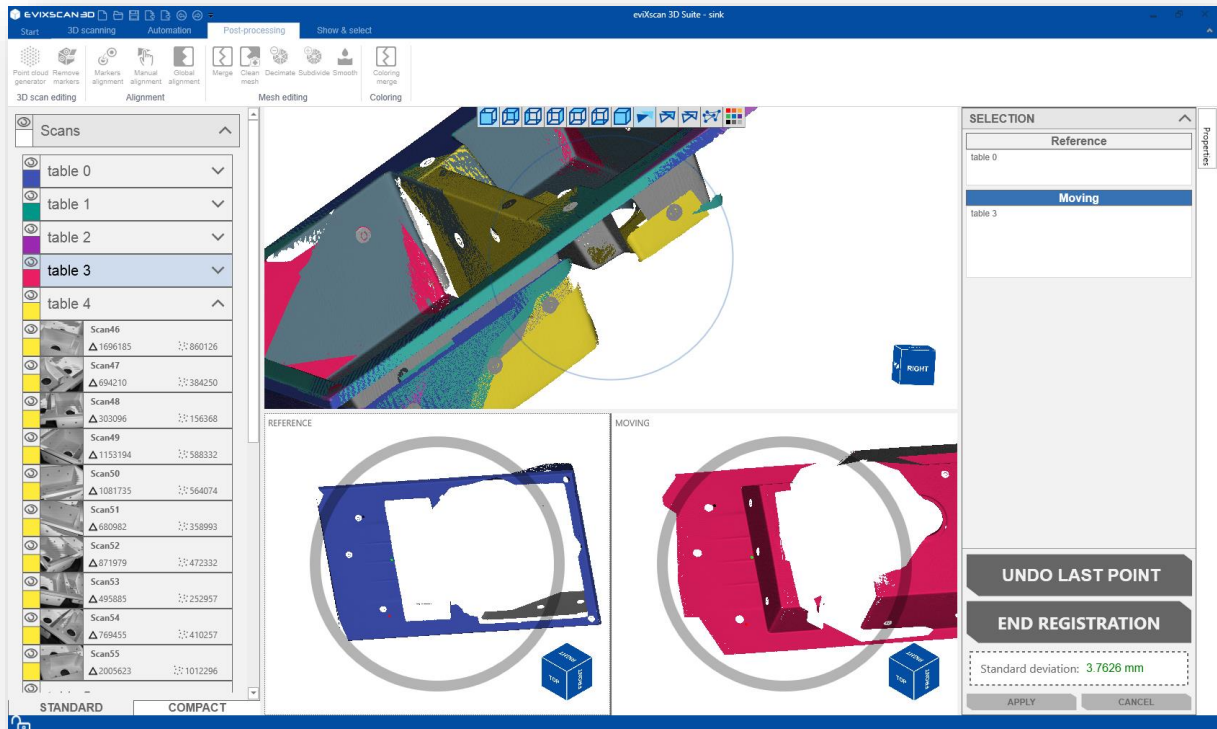 EVIXSCAN3D
eviXscan 3D Suite - sink
Start
3D scanning
Automation
Post-processing
Show & select
Point cloud generator
Remove markers
Markers alignment
Manual alignment
Global alignment
Merge
Clean mesh
Decimate
Subdivide
Smooth
Coloring merge
3D scan editing
Alignment
Mesh editing
Coloring
Scans
table 0
table 1
table 2
table 3
table 4
Scan46
1696185 860126
Scan47
694210 384250
Scan48
303096 156368
Scan49
1153194 588332
Scan50
1081735 564074
Scan51
680982 358993
Scan52
871979 472332
Scan53
495885 252957
Scan54
769455 410257
Scan55
2005623 1012296
STANDARD
COMPACT
RIGHT
REFERENCE
TOP
MOVING
TOP
SELECTION
Reference
table 0
Moving
table 3
Properties
UNDO LAST POINT
END REGISTRATION
Standard deviation: 3.7626 mm
APPLY
CANCEL